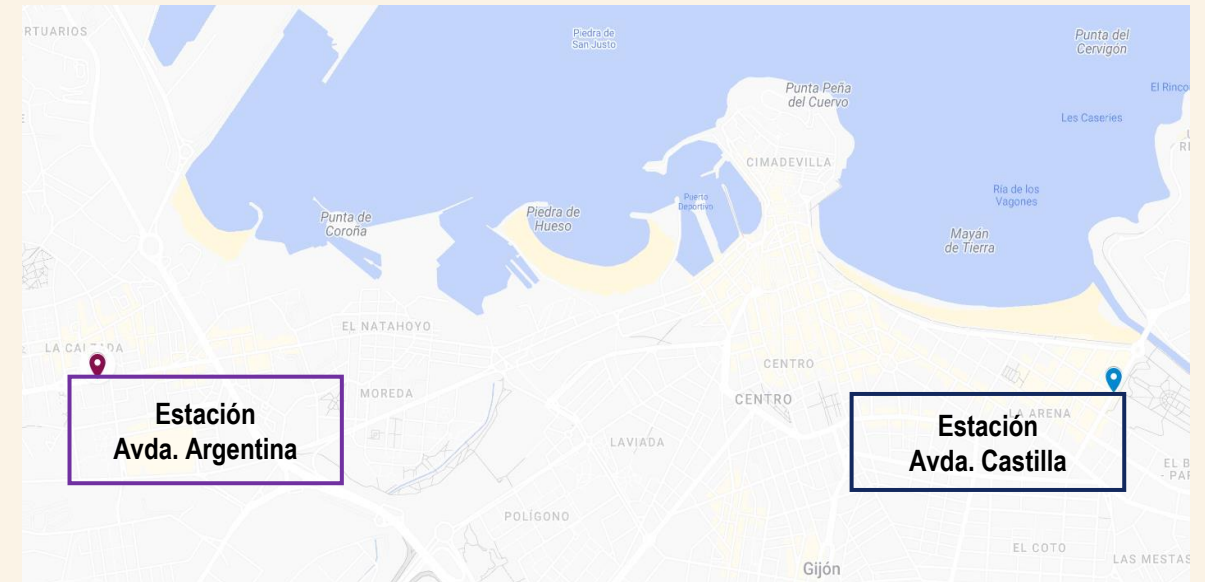 Piedra de
San Justo
Punta del
Cervigón
Punta Peña
del Cuervo
El Rinco
Les Caseries
CIMADEVILLA
Ría de los
Vagones
Puerto
Deportivo
Punta de
Coroña
Piedra de
Hueso
Mayán
de Tierra
EL NATAHOYO
LA CALZADA
CENTRO
MOREDA
CENTRO
Estación
Avda. Argentina
LA ARENA
Estación
Avda. Castilla
LAVIADA
POLÍGONO
EL COTO
LAS MESTAS
Gijón